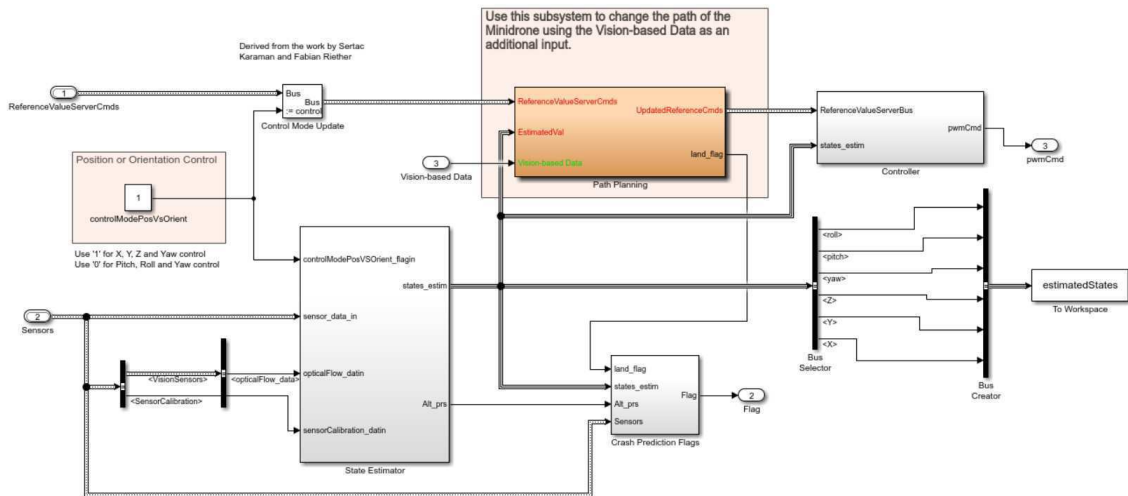 Use this subsystem to change the path of the
Minidrone using the Vision-based Data as an
additional input.
Derived from the work by Sertac
Karaman and Fabian Riether
1
ReferenceValueServerCmds
Bus
Bus
:= control
Control Mode Update
ReferenceValueServerCmds
UpdatedReferenceCmds
EstimatedVal
land_flag
Vision-based Data
Path Planning
3
Vision-based Data
ReferenceValueServerBus
pwmCmd
states_estim
Controller
3
pwmCmd
Position or Orientation Control
1
controlModePosVsOrient
Use '1' for X, Y, Z and Yaw control
Use '0' for Pitch, Roll and Yaw control
controlModePosVSOrient_flagin
states_estim
sensor_data_in
opticalFlow_datin
Alt_prs
sensorCalibration_datin
State Estimator
2
Sensors
<VisionSensors>
<opticalFlow_data>
<SensorCalibration>
<roll>
<pitch>
<yaw>
<Z>
<Y>
<X>
Bus
Selector
Bus
Creator
estimatedStates
To Workspace
land_flag
states_estim
Flag
Alt_prs
Sensors
Crash Prediction Flags
2
Flag